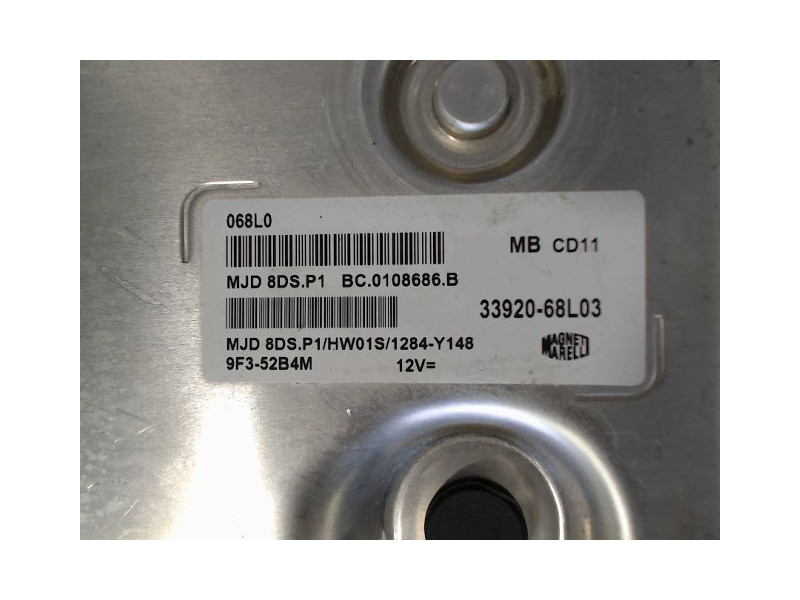 068L0
MB CD11
MJD 8DS.P1 BC.0108686.B
33920-68L03
MJD 8DS.P1/HW01S/1284-Y148
9F3-52B4M 12V=
MAGNETI
MARELLI